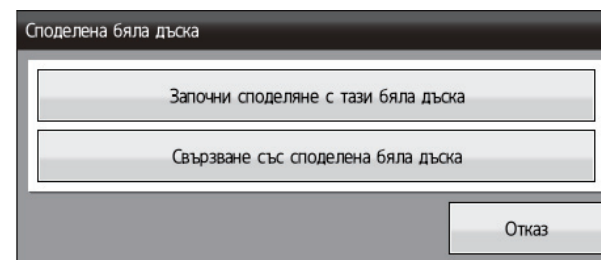 Споделена бяла дъска
Започни споделяне с тази бяла дъска
Свързване със споделена бяла дъска
Отказ